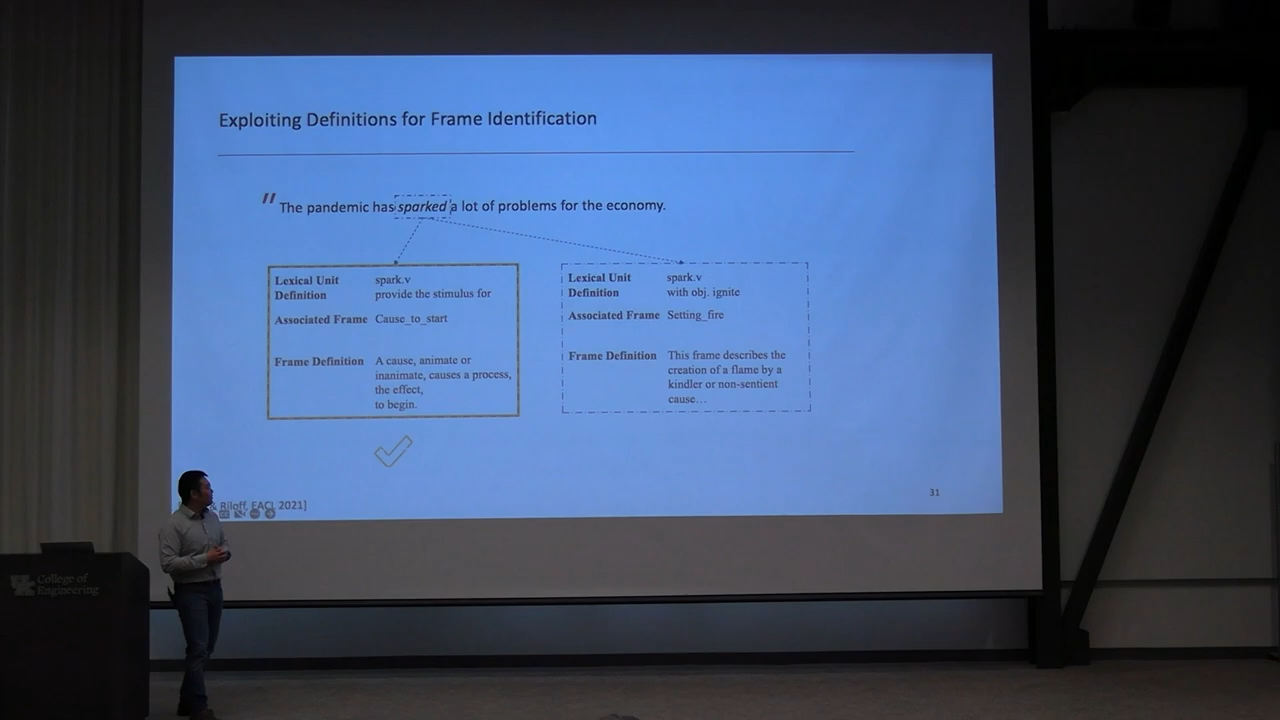 Exploiting Definitions for Frame Identification
" The pandemic has sparked a lot of problems for the economy.
Lexical Unit spark.v
Definition provide the stimulus for
Associated Frame Cause_to_start
Frame Definition A cause, animate or
inanimate, causes a process,
the effect,
to begin.
Lexical Unit spark.v
Definition with obj. ignite
Associated Frame Setting_fire
Frame Definition This frame describes the
creation of a flame by a
kindler or non-sentient
cause…
& Riloff, EACL 2021]
31
UK College of
Engineering